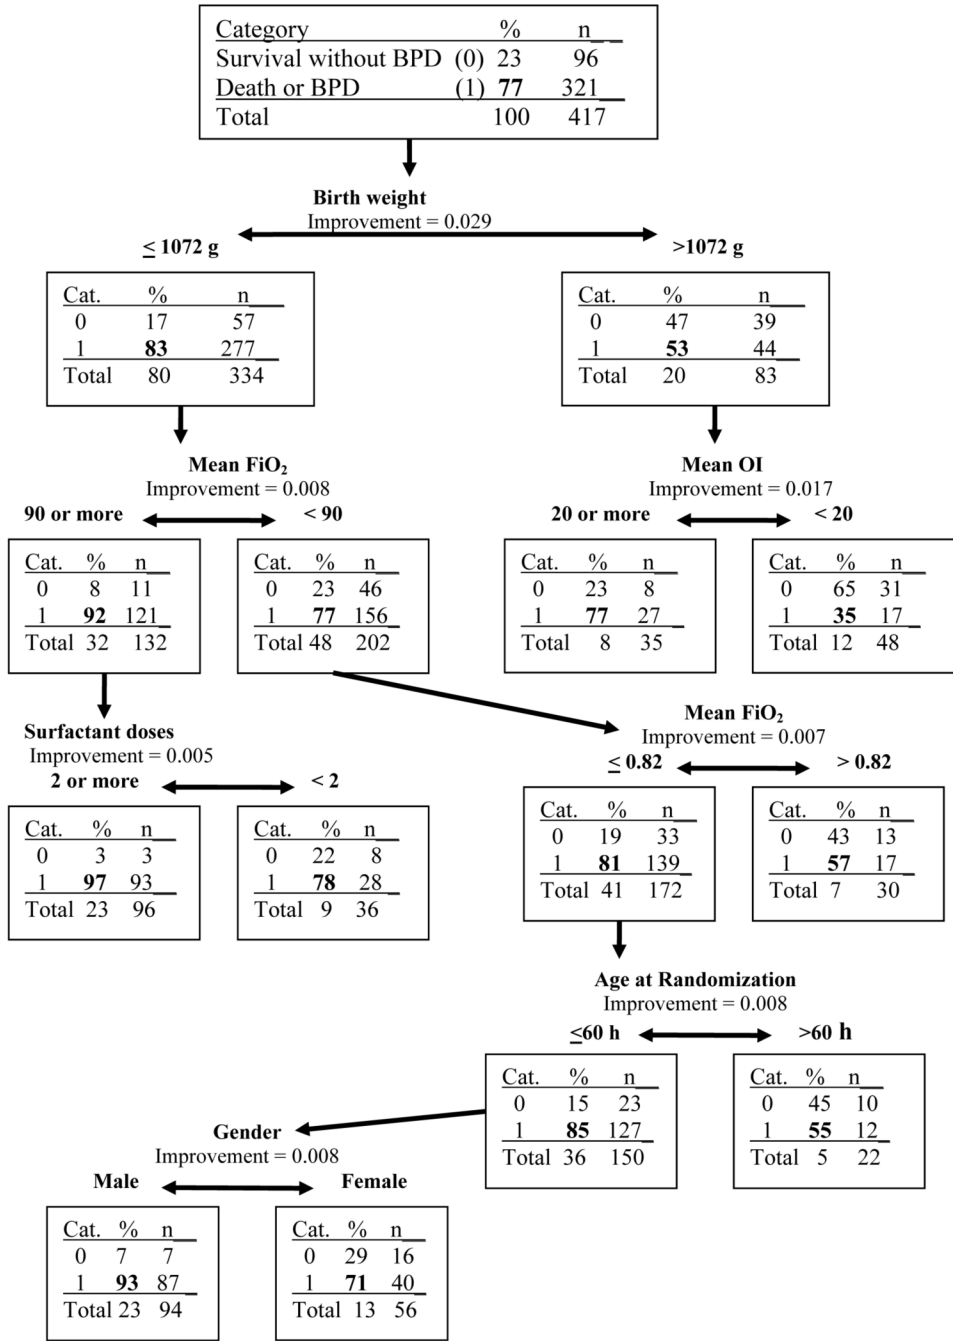 Category % n
Survival without BPD (0) 23 96
Death or BPD (1) 77 321
Total 100 417
Birth weight
Improvement = 0.029
≤ 1072 g >1072 g
Cat. % n
0 17 57
1 83 277
Total 80 334
Cat. % n
0 47 39
1 53 44
Total 20 83
Mean FiO₂
Improvement = 0.008
90 or more < 90
Mean OI
Improvement = 0.017
20 or more < 20
Cat. % n
0 8 11
1 92 121
Total 32 132
Cat. % n
0 23 46
1 77 156
Total 48 202
Cat. % n
0 23 8
1 77 27
Total 8 35
Cat. % n
0 65 31
1 35 17
Total 12 48
Surfactant doses
Improvement = 0.005
2 or more < 2
Mean FiO₂
Improvement = 0.007
≤ 0.82 > 0.82
Cat. % n
0 3 3
1 97 93
Total 23 96
Cat. % n
0 22 8
1 78 28
Total 9 36
Cat. % n
0 19 33
1 81 139
Total 41 172
Cat. % n
0 43 13
1 57 17
Total 7 30
Age at Randomization
Improvement = 0.008
≤60 h >60 h
Cat. % n
0 15 23
1 85 127
Total 36 150
Cat. % n
0 45 10
1 55 12
Total 5 22
Gender
Improvement = 0.008
Male Female
Cat. % n
0 7 7
1 93 87
Total 23 94
Cat. % n
0 29 16
1 71 40
Total 13 56